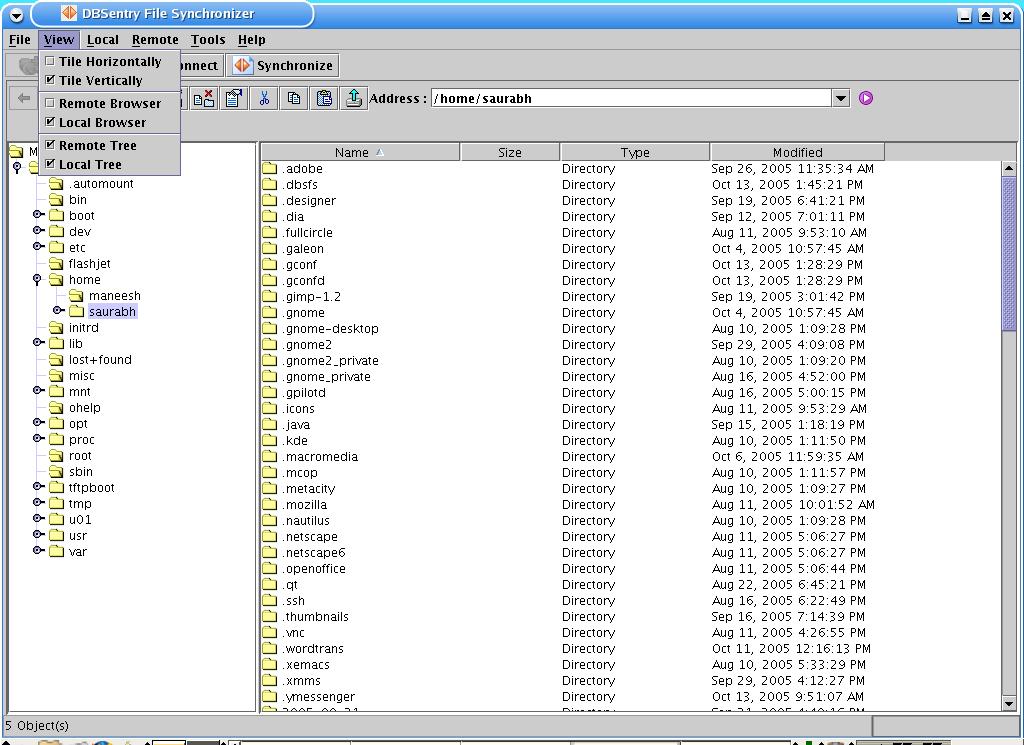 DBSentry File Synchronizer
File View Local Remote Tools Help
Tile Horizontally
Tile Vertically
Remote Browser
Local Browser
Remote Tree
Local Tree
nnect Synchronize
Address : /home/saurabh
M
.automount
bin
boot
dev
etc
flashjet
home
maneesh
saurabh
initrd
lib
lost+found
misc
mnt
ohelp
opt
proc
root
sbin
tftpboot
tmp
u01
usr
var
Name Size Type Modified
.adobe Directory Sep 26, 2005 11:35:34 AM
.dbsfs Directory Oct 13, 2005 1:45:21 PM
.designer Directory Sep 19, 2005 6:41:21 PM
.dia Directory Sep 12, 2005 7:01:11 PM
.fullcircle Directory Aug 11, 2005 9:53:10 AM
.galeon Directory Oct 4, 2005 10:57:45 AM
.gconf Directory Oct 13, 2005 1:28:29 PM
.gconfd Directory Oct 13, 2005 1:28:29 PM
.gimp-1.2 Directory Sep 19, 2005 3:01:42 PM
.gnome Directory Oct 4, 2005 10:57:45 AM
.gnome-desktop Directory Aug 10, 2005 1:09:28 PM
.gnome2 Directory Sep 29, 2005 4:09:08 PM
.gnome2_private Directory Aug 10, 2005 1:09:20 PM
.gnome_private Directory Aug 16, 2005 4:52:00 PM
.gpilotd Directory Aug 16, 2005 5:00:15 PM
.icons Directory Aug 11, 2005 9:53:29 AM
.java Directory Sep 15, 2005 1:18:19 PM
.kde Directory Aug 10, 2005 1:11:50 PM
.macromedia Directory Oct 6, 2005 11:59:35 AM
.mcop Directory Aug 10, 2005 1:11:57 PM
.metacity Directory Aug 10, 2005 1:09:27 PM
.mozilla Directory Aug 11, 2005 10:01:52 AM
.nautilus Directory Aug 10, 2005 1:09:28 PM
.netscape Directory Aug 11, 2005 5:06:27 PM
.netscape6 Directory Aug 11, 2005 5:06:27 PM
.openoffice Directory Aug 11, 2005 5:06:44 PM
.qt Directory Aug 22, 2005 6:45:21 PM
.ssh Directory Aug 16, 2005 6:22:49 PM
.thumbnails Directory Sep 16, 2005 7:14:39 PM
.vnc Directory Aug 11, 2005 4:26:55 PM
.wordtrans Directory Oct 11, 2005 12:16:13 PM
.xemacs Directory Aug 10, 2005 5:33:29 PM
.xmms Directory Sep 29, 2005 4:12:27 PM
.ymessenger Directory Oct 13, 2005 9:51:07 AM
5 Object(s)